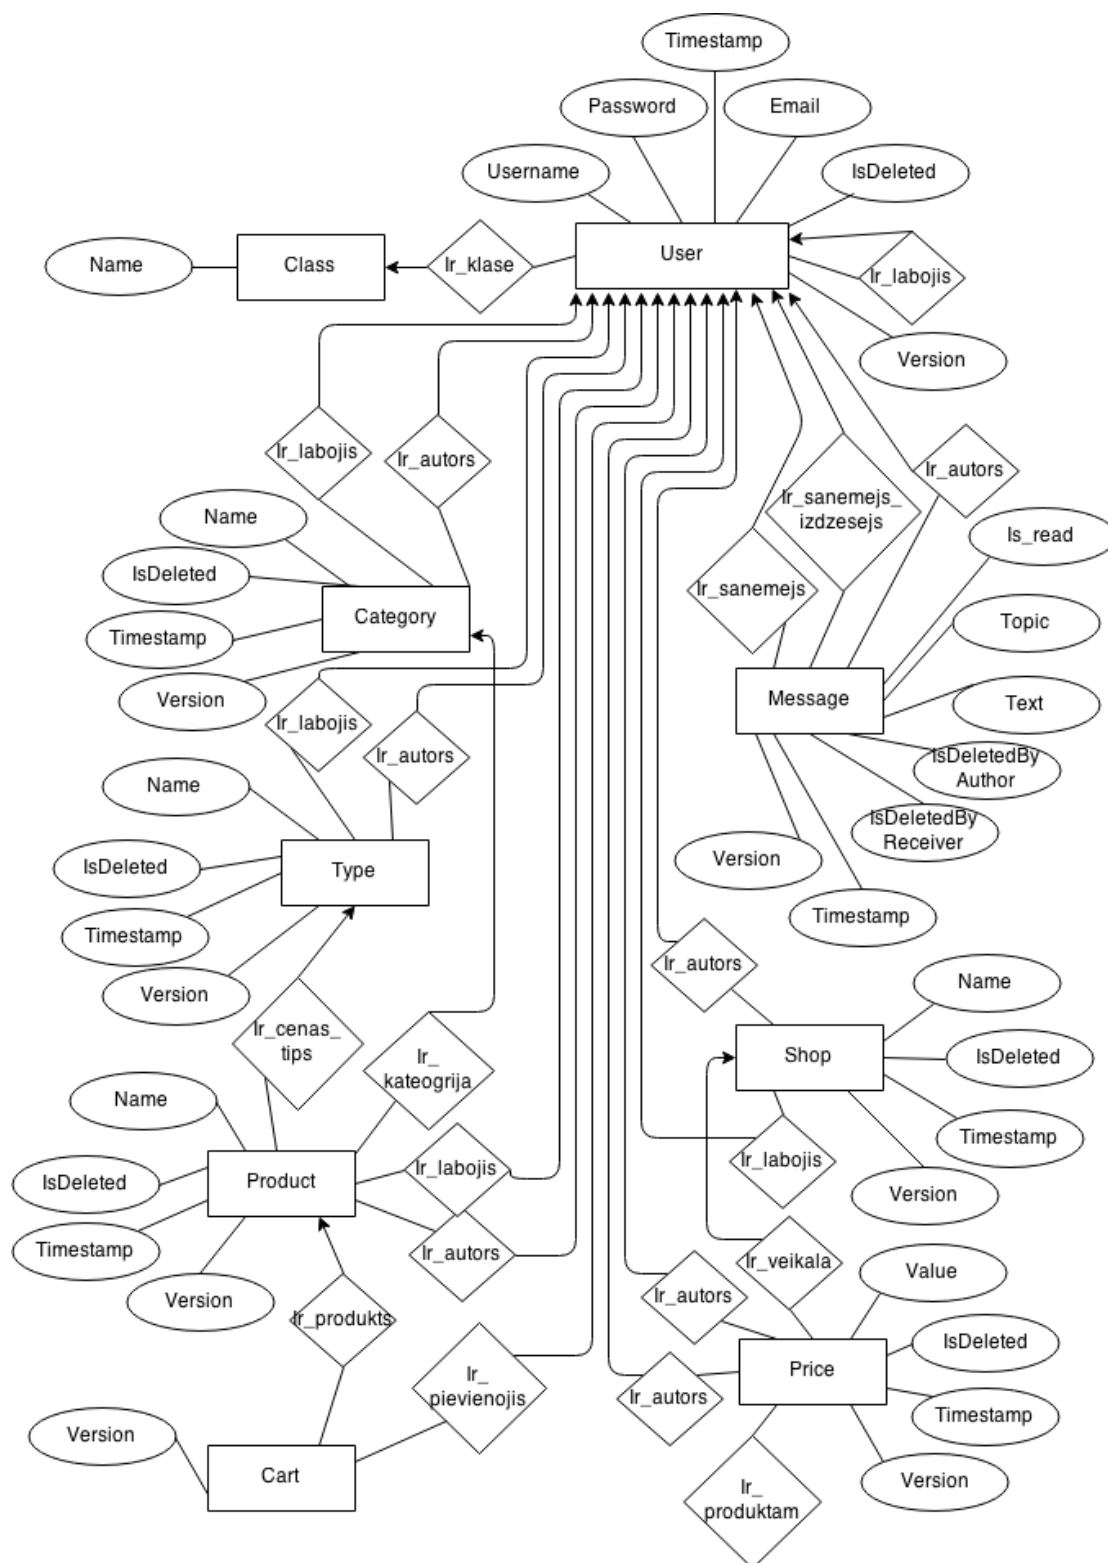 Timestamp
Password
Email
Username
IsDeleted
User
Name
Class
Ir_klase
Ir_labojis
Version
Ir_labojis
Ir_autors
Ir_autors
Name
Ir_sanemejs_
izdzesejs
Is_read
IsDeleted
Ir_sanemejs
Category
Topic
Timestamp
Version
Message
Text
Ir_labojis
Ir_autors
IsDeletedBy
Author
Name
IsDeletedBy
Receiver
IsDeleted
Type
Version
Timestamp
Timestamp
Version
Ir_autors
Name
Ir_cenas_
tips
Shop
IsDeleted
Ir_
kateogrija
Name
Timestamp
IsDeleted
Product
Ir_labojis
Ir_labojis
Version
Timestamp
Ir_autors
Ir_veikala
Value
Version
Ir_autors
Ir_produkts
IsDeleted
Ir_
pievienojis
Price
Ir_autors
Timestamp
Version
Cart
Version
Ir_
produktam